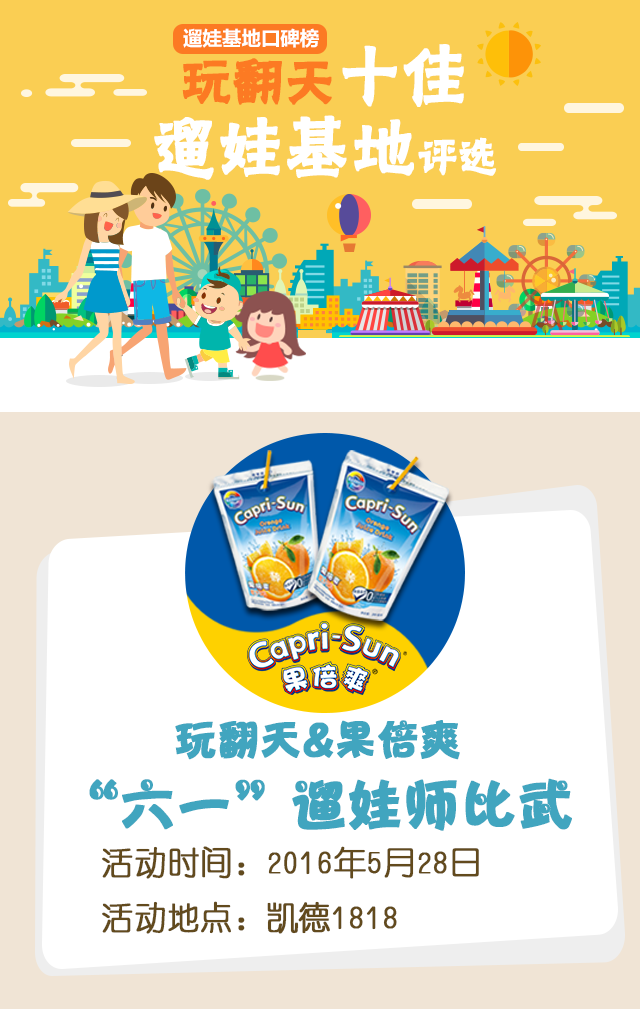 遛娃基地口碑榜
玩翻天十佳
遛娃基地评选
Capri-Sun
Orange
Capri-Sun
Orange
Capri-Sun
果倍爽
玩翻天&果倍爽
“六一”遛娃师比武
活动时间：2016年5月28日
活动地点：凯德1818